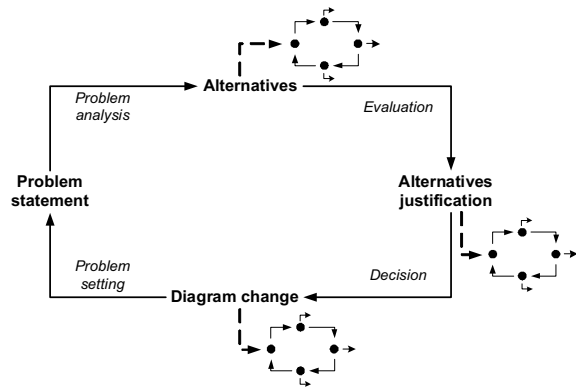 Alternatives
Problem
analysis
Evaluation
Problem
statement
Alternatives
justification
Problem
setting
Decision
Diagram change